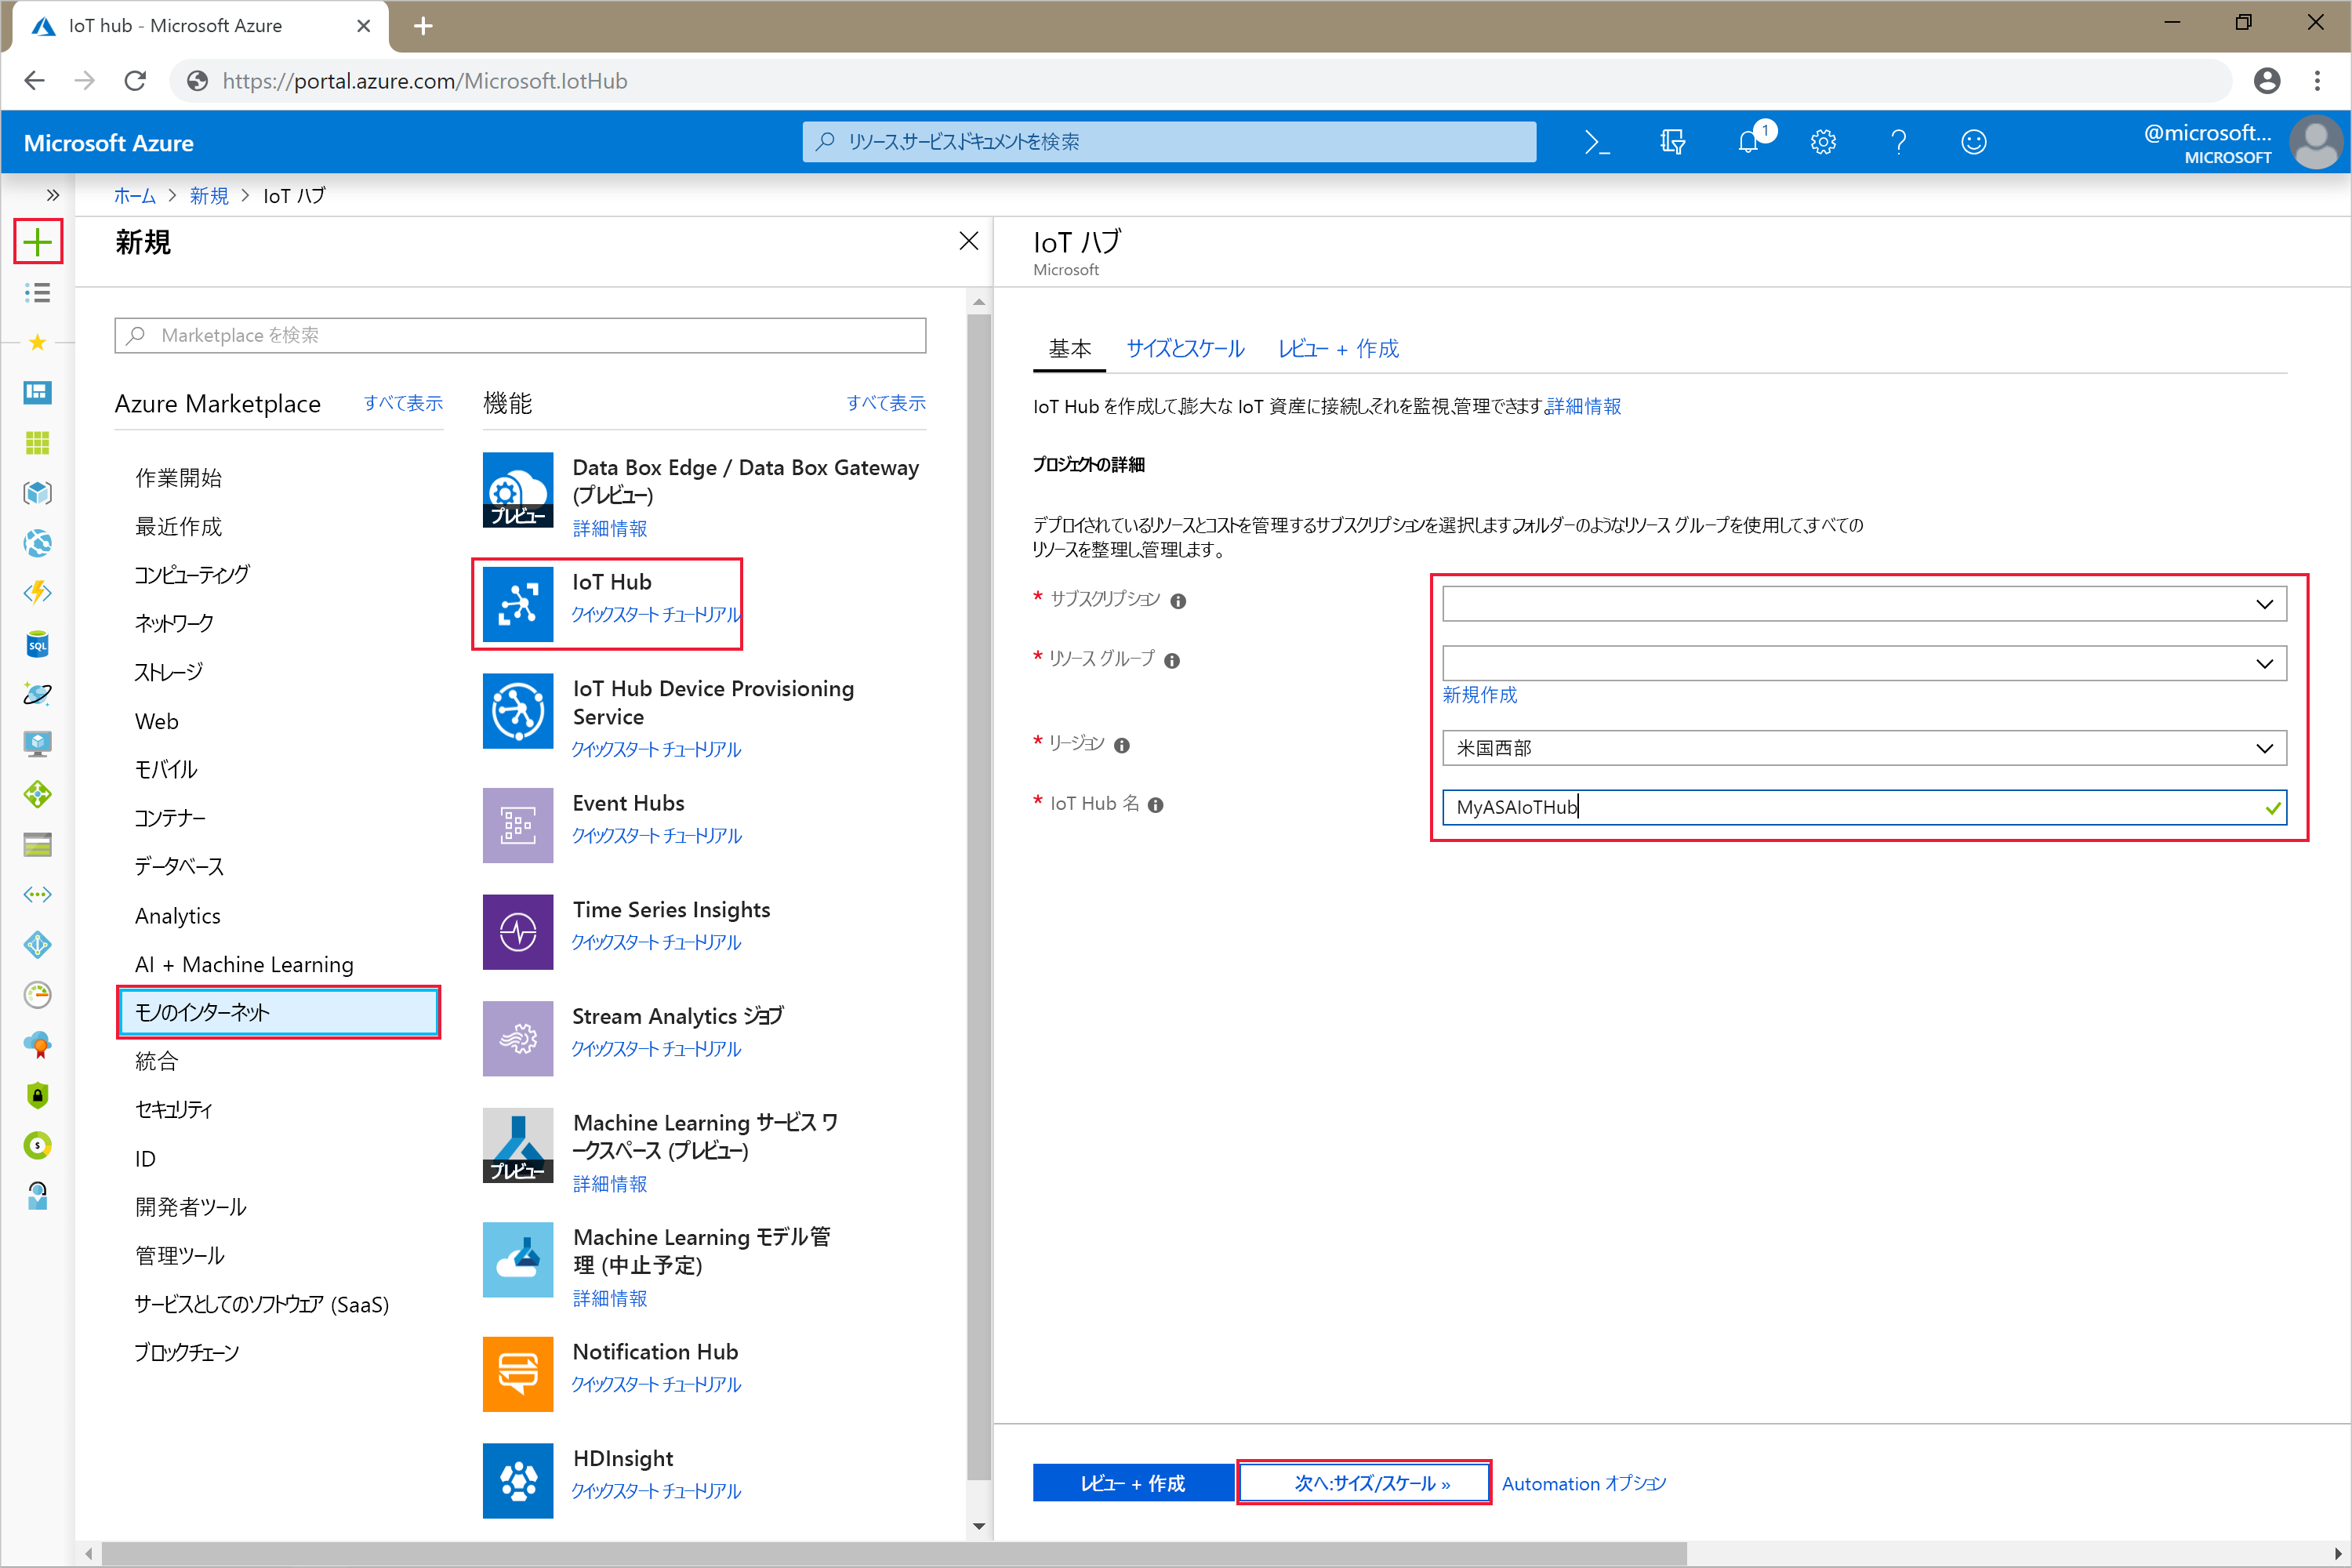 IoT hub - Microsoft Azure
https://portal.azure.com/Microsoft.IotHub
Microsoft Azure
リソース、サービス、ドキュメントを検索
1
@microsoft...
MICROSOFT
ホーム > 新規 > IoT ハブ
新規
Marketplace を検索
Azure Marketplace すべて表示
作業開始
最近作成
コンピューティング
ネットワーク
ストレージ
Web
モバイル
コンテナー
データベース
Analytics
AI + Machine Learning
モノのインターネット
統合
セキュリティ
ID
開発者ツール
管理ツール
サービスとしてのソフトウェア (SaaS)
ブロックチェーン
機能 すべて表示
Data Box Edge / Data Box Gateway
(プレビュー)
プレビュー
詳細情報
IoT Hub
クイックスタート チュートリアル
IoT Hub Device Provisioning
Service
クイックスタート チュートリアル
Event Hubs
クイックスタート チュートリアル
Time Series Insights
クイックスタート チュートリアル
Stream Analytics ジョブ
クイックスタート チュートリアル
Machine Learning サービス ワ
ークスペース (プレビュー)
プレビュー
詳細情報
Machine Learning モデル管
理 (中止予定)
詳細情報
Notification Hub
クイックスタート チュートリアル
HDInsight
クイックスタート チュートリアル
SQL
$
IoT ハブ
Microsoft
基本 サイズとスケール レビュー + 作成
IoT Hub を作成して、膨大な IoT 資産に接続し、それを監視、管理できます。詳細情報
プロジェクトの詳細
デプロイされているリソースとコストを管理するサブスクリプションを選択します。フォルダーのようなリソース グループを使用して、すべての
リソースを整理し、管理します。
* サブスクリプション
* リソース グループ
新規作成
* リージョン 米国西部
* IoT Hub 名 MyASAIoTHub
レビュー + 作成 次へ:サイズ/スケール » Automation オプション